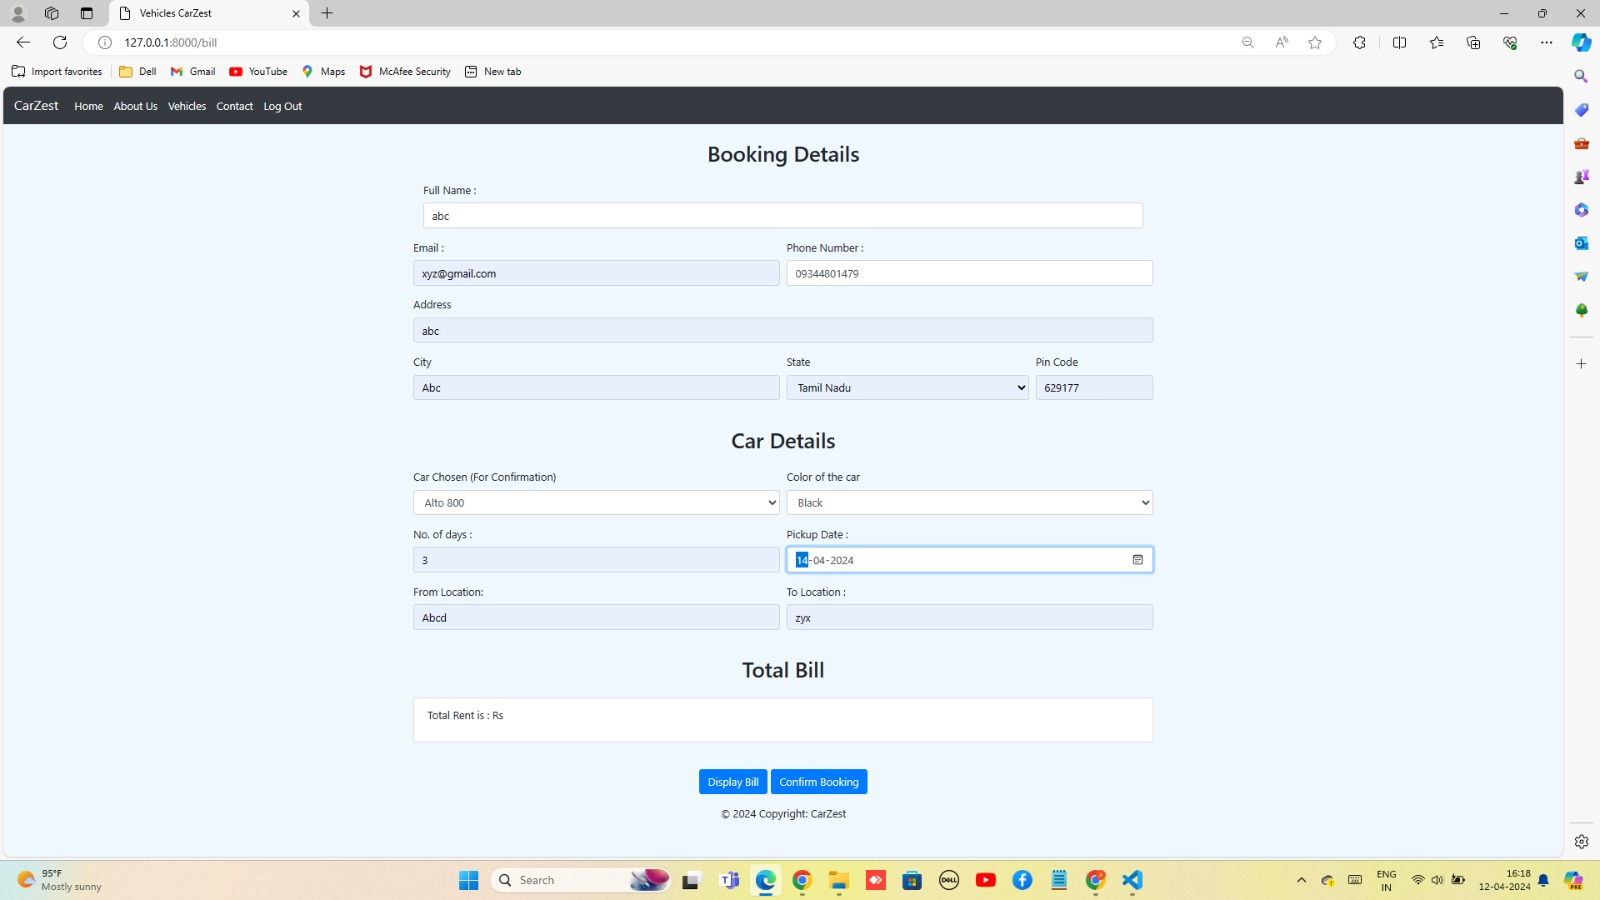 Vehicles CarZest
127.0.0.1:8000/bill
Import favorites Dell Gmail YouTube Maps McAfee Security New tab
CarZest Home About Us Vehicles Contact Log Out
Booking Details
Full Name :
abc
Email : Phone Number :
xyz@gmail.com 09344801479
Address
abc
City State Pin Code
Abc Tamil Nadu 629177
Car Details
Car Chosen (For Confirmation) Color of the car
Alto 800 Black
No. of days : Pickup Date :
3 14-04-2024
From Location: To Location :
Abcd zyx
Total Bill
Total Rent is : Rs
Display Bill Confirm Booking
© 2024 Copyright: CarZest
95°F
Mostly sunny
Search
DELL
ENG
IN
16:18
12-04-2024
PRE